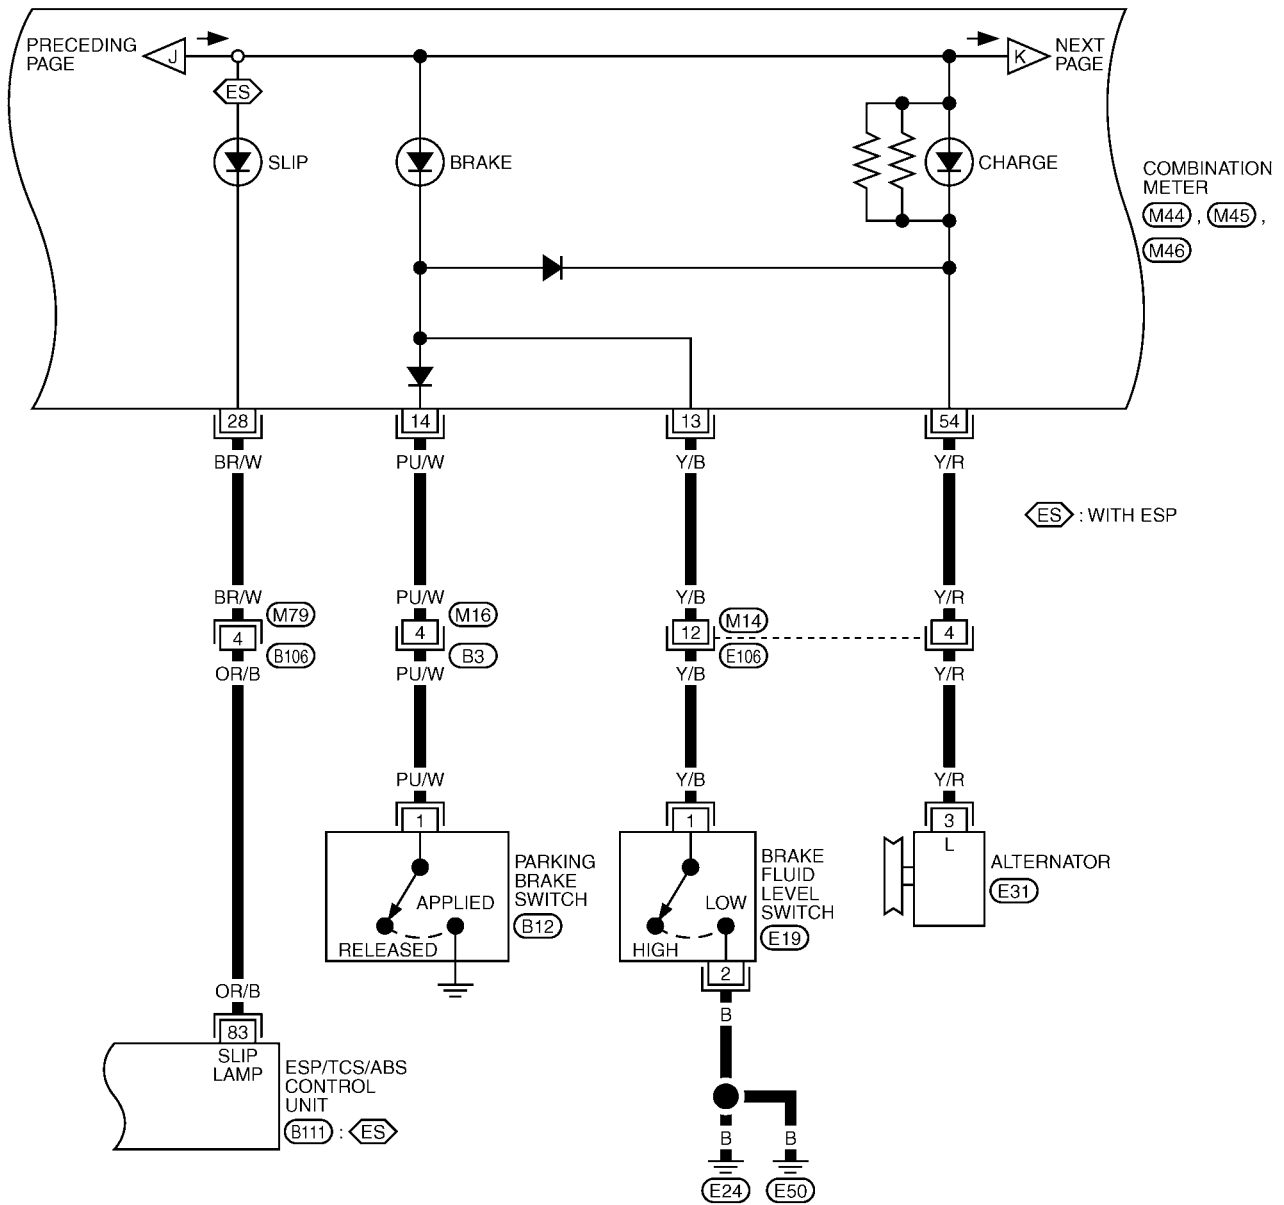 PRECEDING
PAGE
J
K
NEXT
PAGE
ES
SLIP
BRAKE
CHARGE
COMBINATION
METER
M44 , M45 ,
M46
28
14
13
54
BR/W
PU/W
Y/B
Y/R
ES : WITH ESP
BR/W
PU/W
Y/B
Y/R
M79
M16
M14
4
4
12
4
B106
B3
E106
OR/B
PU/W
Y/B
Y/R
PU/W
Y/B
Y/R
1
1
3
L
PARKING
BRAKE
SWITCH
B12
APPLIED
RELEASED
BRAKE
FLUID
LEVEL
SWITCH
E19
LOW
HIGH
ALTERNATOR
E31
2
OR/B
B
83
SLIP
LAMP
ESP/TCS/ABS
CONTROL
UNIT
B111 : ES
B
B
E24
E50